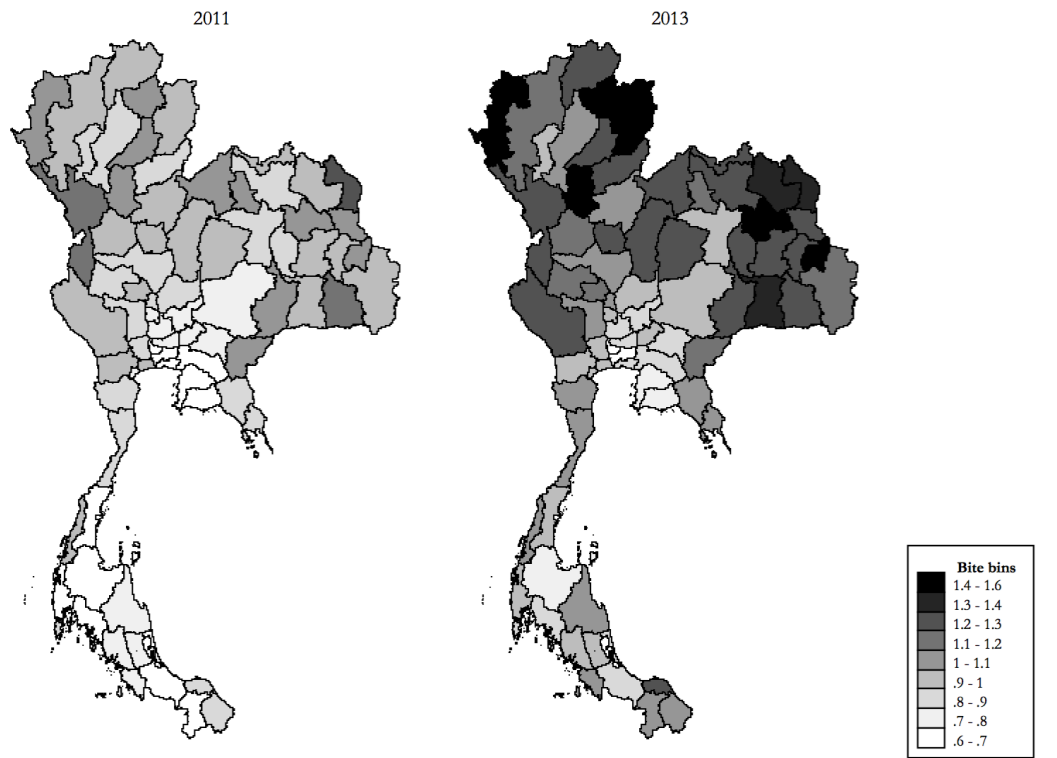 2011
2013
Bite bins
1.4 - 1.6
1.3 - 1.4
1.2 - 1.3
1.1 - 1.2
1 - 1.1
.9 - 1
.8 - .9
.7 - .8
.6 - .7